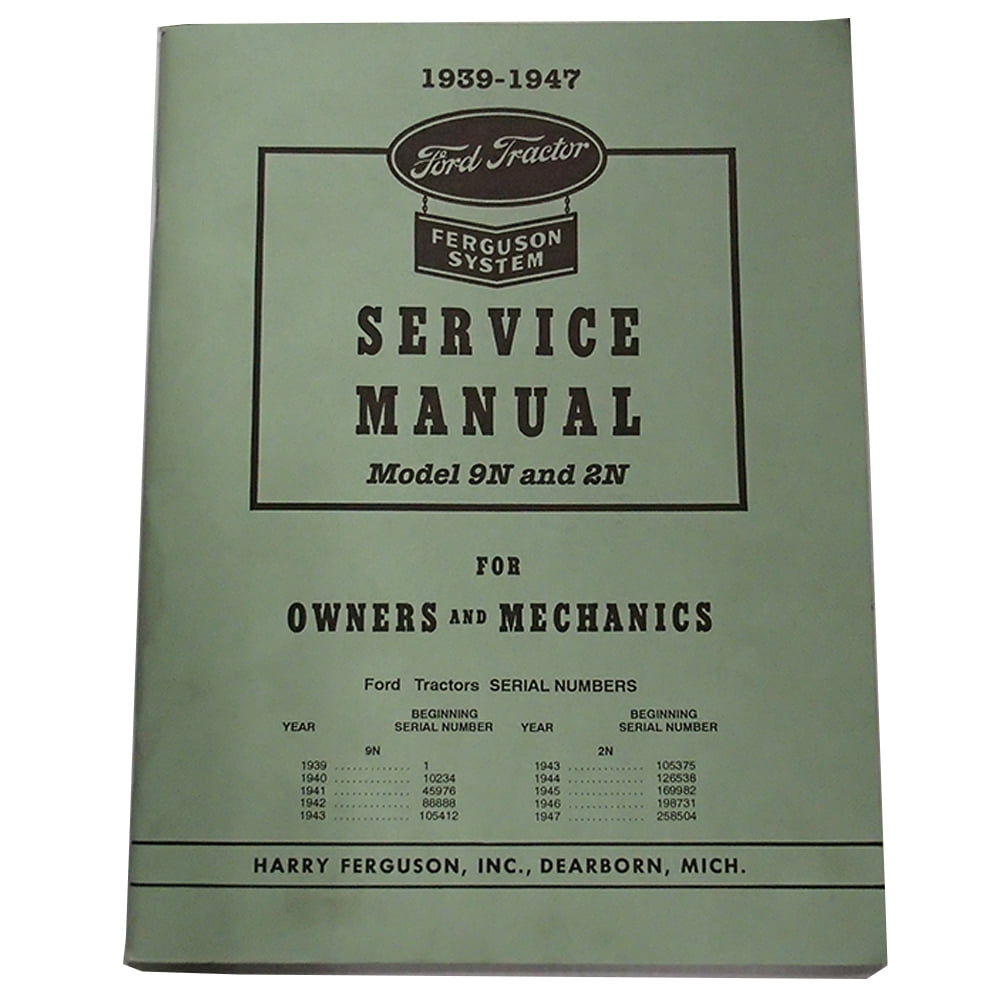 1939-1947
Ford Tractor
FERGUSON
SYSTEM
SERVICE
MANUAL
Model 9N and 2N
FOR
OWNERS AND MECHANICS
Ford Tractors SERIAL NUMBERS
YEAR BEGINNING SERIAL NUMBER YEAR BEGINNING SERIAL NUMBER
9N 2N
1939 ............. 1 1943 ............. 105375
1940 ............. 10234 1944 ............. 126538
1941 ............. 45976 1945 ............. 169982
1942 ............. 88888 1946 ............. 198731
1943 ............. 105412 1947 ............. 258504
HARRY FERGUSON, INC., DEARBORN, MICH.